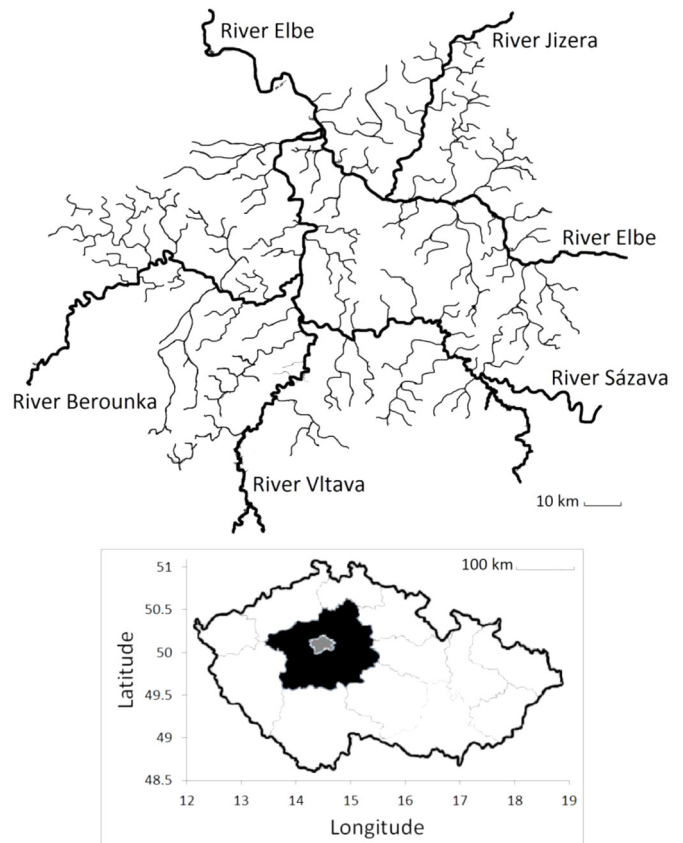 River Elbe
River Jizera
River Elbe
River Berounka
River Sázava
River Vltava
10 km
100 km
51
50.5
50
49.5
49
48.5
Latitude
12 13 14 15 16 17 18 19
Longitude